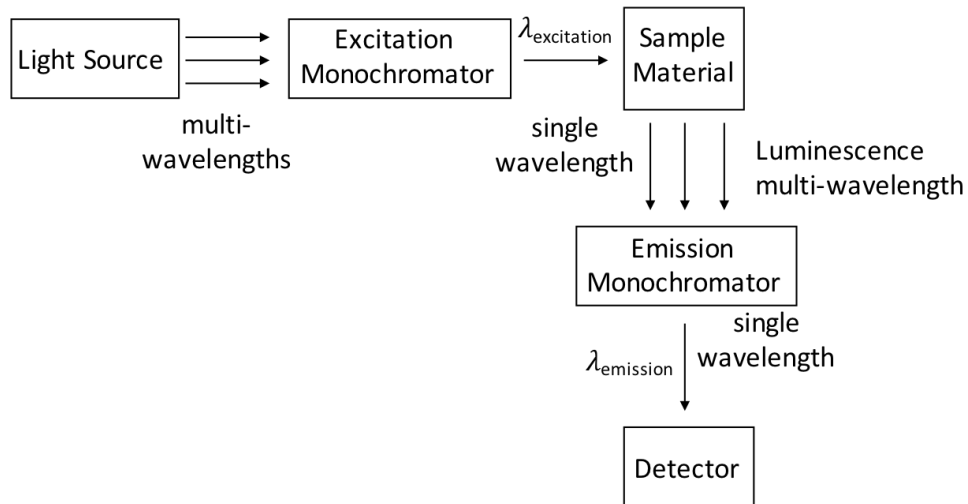 Light Source
multi-
wavelengths
Excitation
Monochromator
λexcitation
single
wavelength
Sample
Material
Luminescence
multi-wavelength
Emission
Monochromator
λemission
single
wavelength
Detector